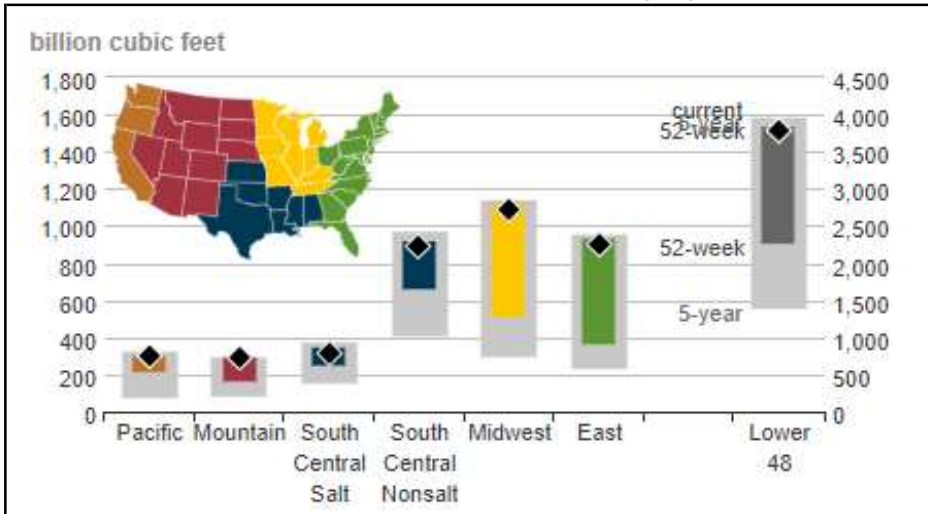 billion cubic feet
1,800
1,600
1,400
1,200
1,000
800
600
400
200
0
current
5-year
52-week
52-week
5-year
4,500
4,000
3,500
3,000
2,500
2,000
1,500
1,000
500
0
Pacific
Mountain
South
Central
Salt
South
Central
Nonsalt
Midwest
East
Lower
48